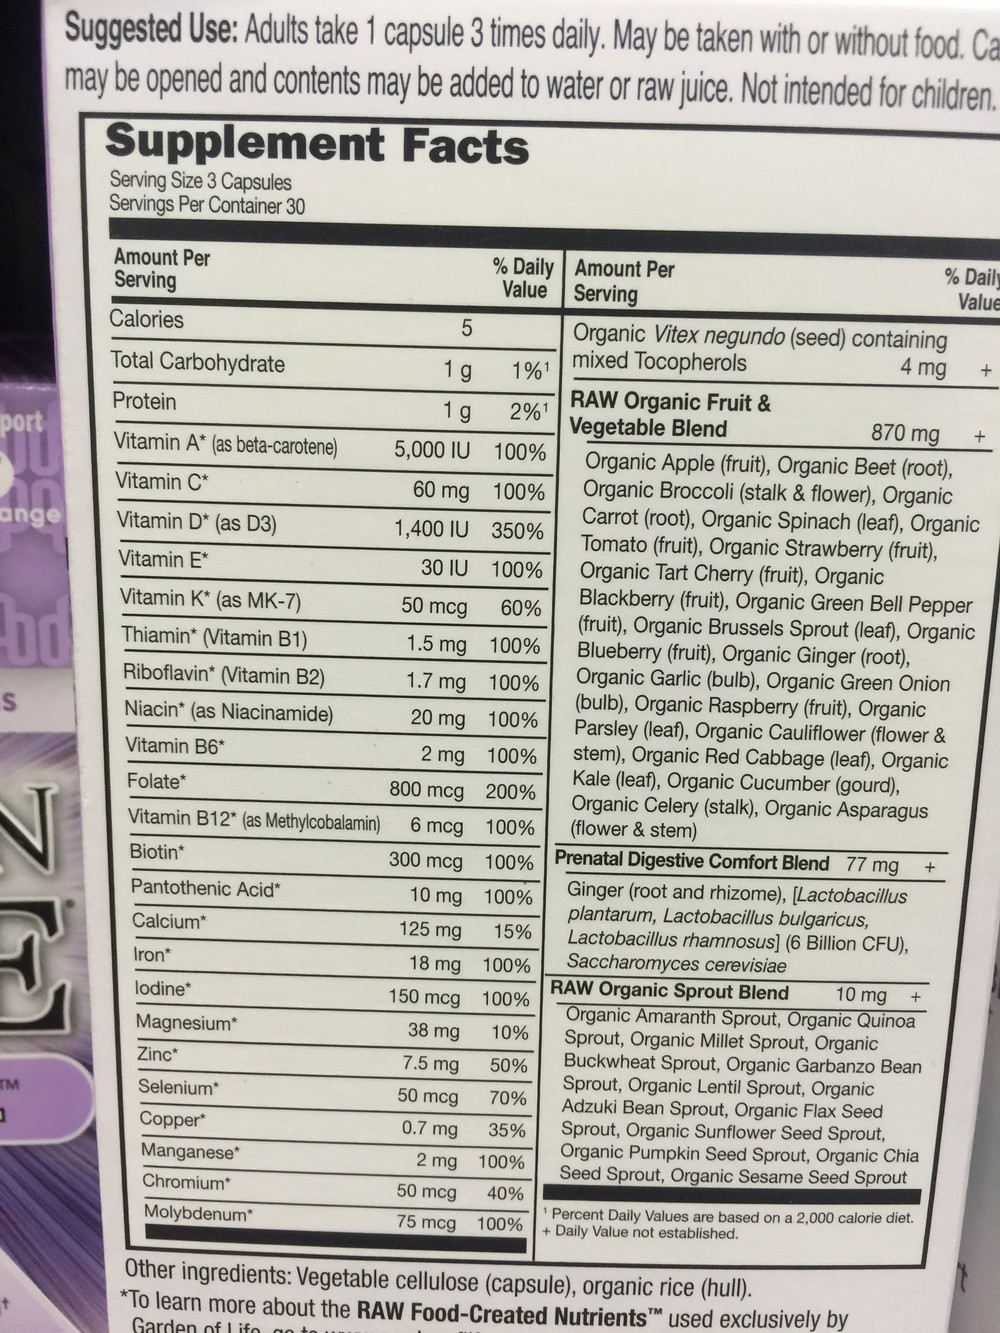 Suggested Use: Adults take 1 capsule 3 times daily. May be taken with or without food. Ca
may be opened and contents may be added to water or raw juice. Not intended for children.
Supplement Facts
Serving Size 3 Capsules
Servings Per Container 30
Amount Per Serving % Daily Value
Calories 5
Total Carbohydrate 1 g 1%¹
Protein 1 g 2%¹
Vitamin A* (as beta-carotene) 5,000 IU 100%
Vitamin C* 60 mg 100%
Vitamin D* (as D3) 1,400 IU 350%
Vitamin E* 30 IU 100%
Vitamin K* (as MK-7) 50 mcg 60%
Thiamin* (Vitamin B1) 1.5 mg 100%
Riboflavin* (Vitamin B2) 1.7 mg 100%
Niacin* (as Niacinamide) 20 mg 100%
Vitamin B6* 2 mg 100%
Folate* 800 mcg 200%
Vitamin B12* (as Methylcobalamin) 6 mcg 100%
Biotin* 300 mcg 100%
Pantothenic Acid* 10 mg 100%
Calcium* 125 mg 15%
Iron* 18 mg 100%
Iodine* 150 mcg 100%
Magnesium* 38 mg 10%
Zinc* 7.5 mg 50%
Selenium* 50 mcg 70%
Copper* 0.7 mg 35%
Manganese* 2 mg 100%
Chromium* 50 mcg 40%
Molybdenum* 75 mcg 100%
Amount Per Serving % Daily Value
Organic Vitex negundo (seed) containing
mixed Tocopherols 4 mg +
RAW Organic Fruit &
Vegetable Blend 870 mg +
Organic Apple (fruit), Organic Beet (root),
Organic Broccoli (stalk & flower), Organic
Carrot (root), Organic Spinach (leaf), Organic
Tomato (fruit), Organic Strawberry (fruit),
Organic Tart Cherry (fruit), Organic
Blackberry (fruit), Organic Green Bell Pepper
(fruit), Organic Brussels Sprout (leaf), Organic
Blueberry (fruit), Organic Ginger (root),
Organic Garlic (bulb), Organic Green Onion
(bulb), Organic Raspberry (fruit), Organic
Parsley (leaf), Organic Cauliflower (flower &
stem), Organic Red Cabbage (leaf), Organic
Kale (leaf), Organic Cucumber (gourd),
Organic Celery (stalk), Organic Asparagus
(flower & stem)
Prenatal Digestive Comfort Blend 77 mg +
Ginger (root and rhizome), [Lactobacillus
plantarum, Lactobacillus bulgaricus,
Lactobacillus rhamnosus] (6 Billion CFU),
Saccharomyces cerevisiae
RAW Organic Sprout Blend 10 mg +
Organic Amaranth Sprout, Organic Quinoa
Sprout, Organic Millet Sprout, Organic
Buckwheat Sprout, Organic Garbanzo Bean
Sprout, Organic Lentil Sprout, Organic
Adzuki Bean Sprout, Organic Flax Seed
Sprout, Organic Sunflower Seed Sprout,
Organic Pumpkin Seed Sprout, Organic Chia
Seed Sprout, Organic Sesame Seed Sprout
¹ Percent Daily Values are based on a 2,000 calorie diet.
+ Daily Value not established.
Other ingredients: Vegetable cellulose (capsule), organic rice (hull).
*To learn more about the RAW Food-Created Nutrients™ used exclusively by
Garden of Life, go to
port
ange
S
N
E
TM